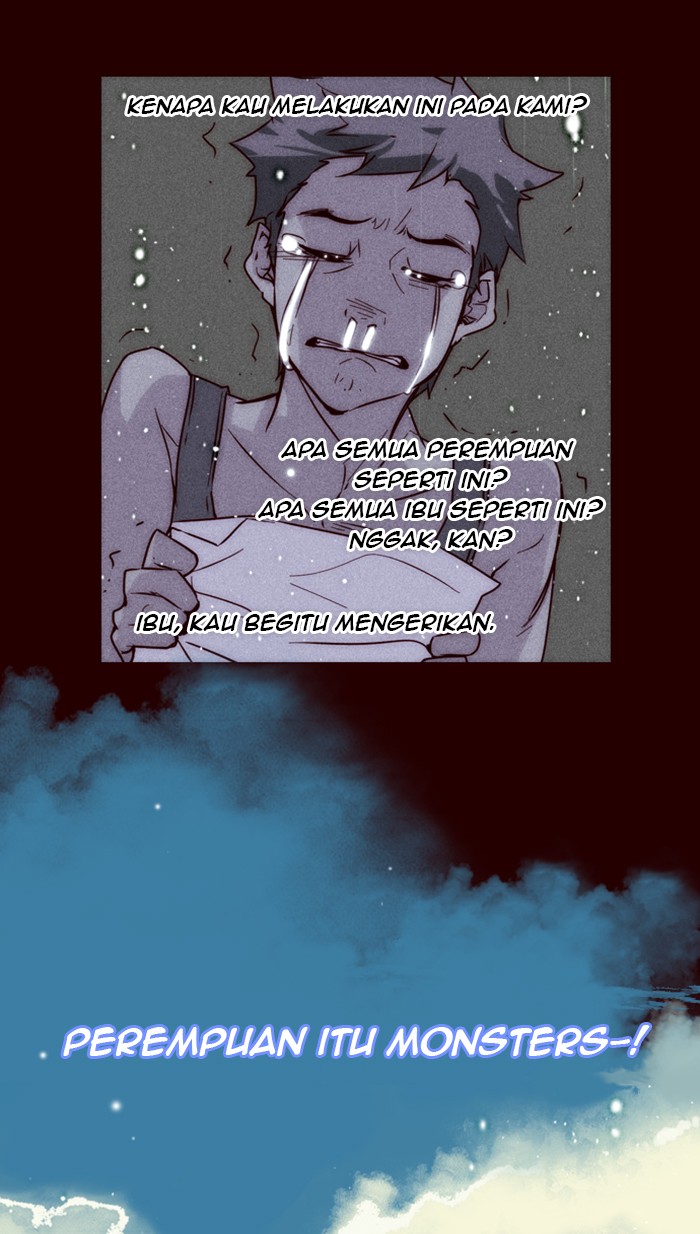 KENAPA KAU MELAKUKAN INI PADA KAMI?
APA SEMUA PEREMPUAN
SEPERTI INI?
APA SEMUA IBU SEPERTI INI?
NGGAK, KAN?
IBU, KAU BEGITU MENGERIKAN.
PEREMPUAN ITU MONSTERS-!